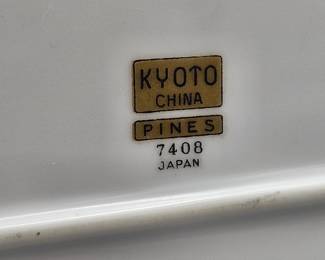 KYOTO
CHINA
PINES
7408
JAPAN